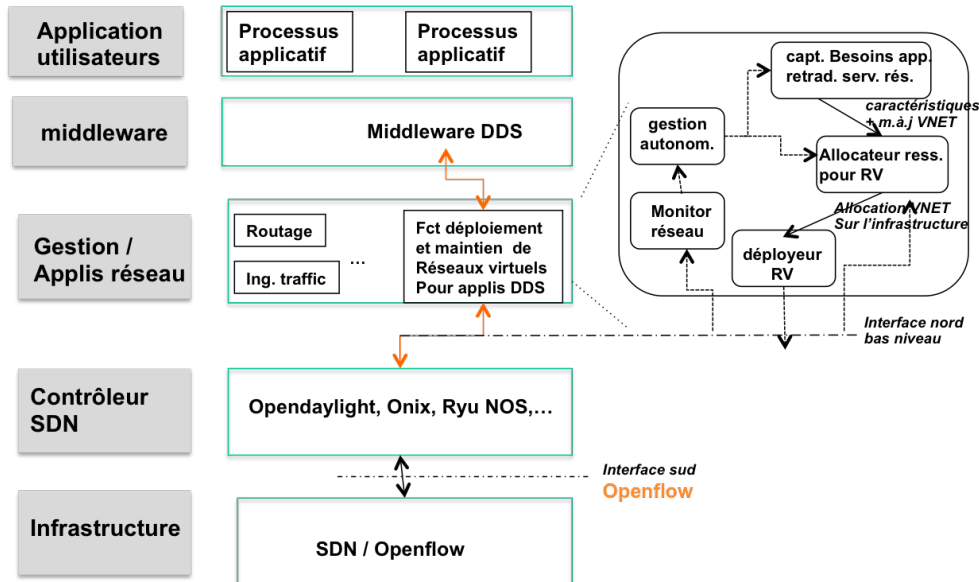 Application
utilisateurs
Processus
applicatif
Processus
applicatif
middleware
Middleware DDS
Gestion /
Applis réseau
Routage
Ing. traffic
...
Fct déploiement
et maintien de
Réseaux virtuels
Pour applis DDS
capt. Besoins app.
retrad. serv. rés.
caractéristiques
+ m.à.j VNET
gestion
autonom.
Allocateur ress.
pour RV
Monitor
réseau
Allocation VNET
Sur l'infrastructure
déployeur
RV
Interface nord
bas niveau
Contrôleur
SDN
Opendaylight, Onix, Ryu NOS,...
Interface sud
Openflow
Infrastructure
SDN / Openflow